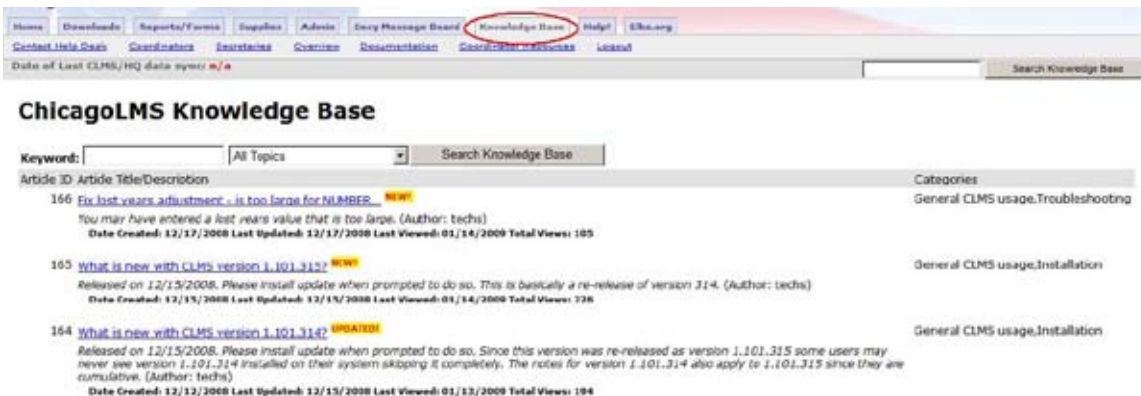 Home Downloads Reports/Forms Supplies Admin Envy Message Board Knowledge Base Help! Elks.org
Contact Help Desk Coordinators Secretaries Overview Documentation Coordinator Resources Logout
Date of Last CLMS/HQ data sync: n/a Search Knowledge Base
ChicagoLMS Knowledge Base
Keyword: All Topics Search Knowledge Base
Article ID Article Title/Description Categories
166 Fix lost years adjustment - is too large for NUMBER... NEW! General CLMS usage,Troubleshooting
You may have entered a lost years value that is too large. (Author: techs)
Date Created: 12/17/2008 Last Updated: 12/17/2008 Last Viewed: 01/14/2009 Total Views: 105
165 What is new with CLMS version 1.101.315? NEW! General CLMS usage,Installation
Released on 12/15/2008. Please install update when prompted to do so. This is basically a re-release of version 314. (Author: techs)
Date Created: 12/15/2008 Last Updated: 12/15/2008 Last Viewed: 01/14/2009 Total Views: 226
164 What is new with CLMS version 1.101.314? UPDATED! General CLMS usage,Installation
Released on 12/15/2008. Please install update when prompted to do so. Since this version was re-released as version 1.101.315 some users may
never see version 1.101.314 installed on their system skipping it completely. The notes for version 1.101.314 also apply to 1.101.315 since they are
cumulative. (Author: techs)
Date Created: 12/12/2008 Last Updated: 12/15/2008 Last Viewed: 01/13/2009 Total Views: 194